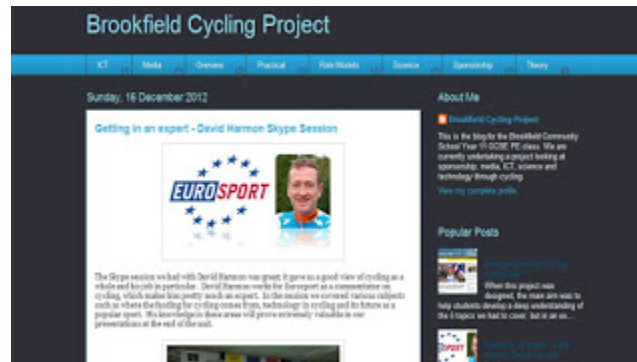 Brookfield Cycling Project
ICT Media Overview Practical Role Models Science Sponsorship Theory
Sunday, 16 December 2012
Getting in an expert - David Harmon Skype Session
EUROSPORT
The Skype session we had with David Harmon was great; it gave us a good view of cycling as a
whole and his job in particular. David Harmon works for Eurosport as a commentator on
cycling, which makes him pretty much an expert. In the session we covered various subjects
such as where the funding for cycling comes from, technology in cycling and its future as a
popular sport. His knowledge in these areas will prove extremely valuable in our
presentations at the end of the unit.
About Me
Brookfield Cycling Project
This is the blog for the Brookfield Community
School Year 11 GCSE PE class. We are
currently undertaking a project looking at
sponsorship, media, ICT, science and
technology through cycling.
View my complete profile
Popular Posts
When this project was
designed, the main aim was to
help students develop a deep understanding of
the 5 topics we had to cover, but in an ex...